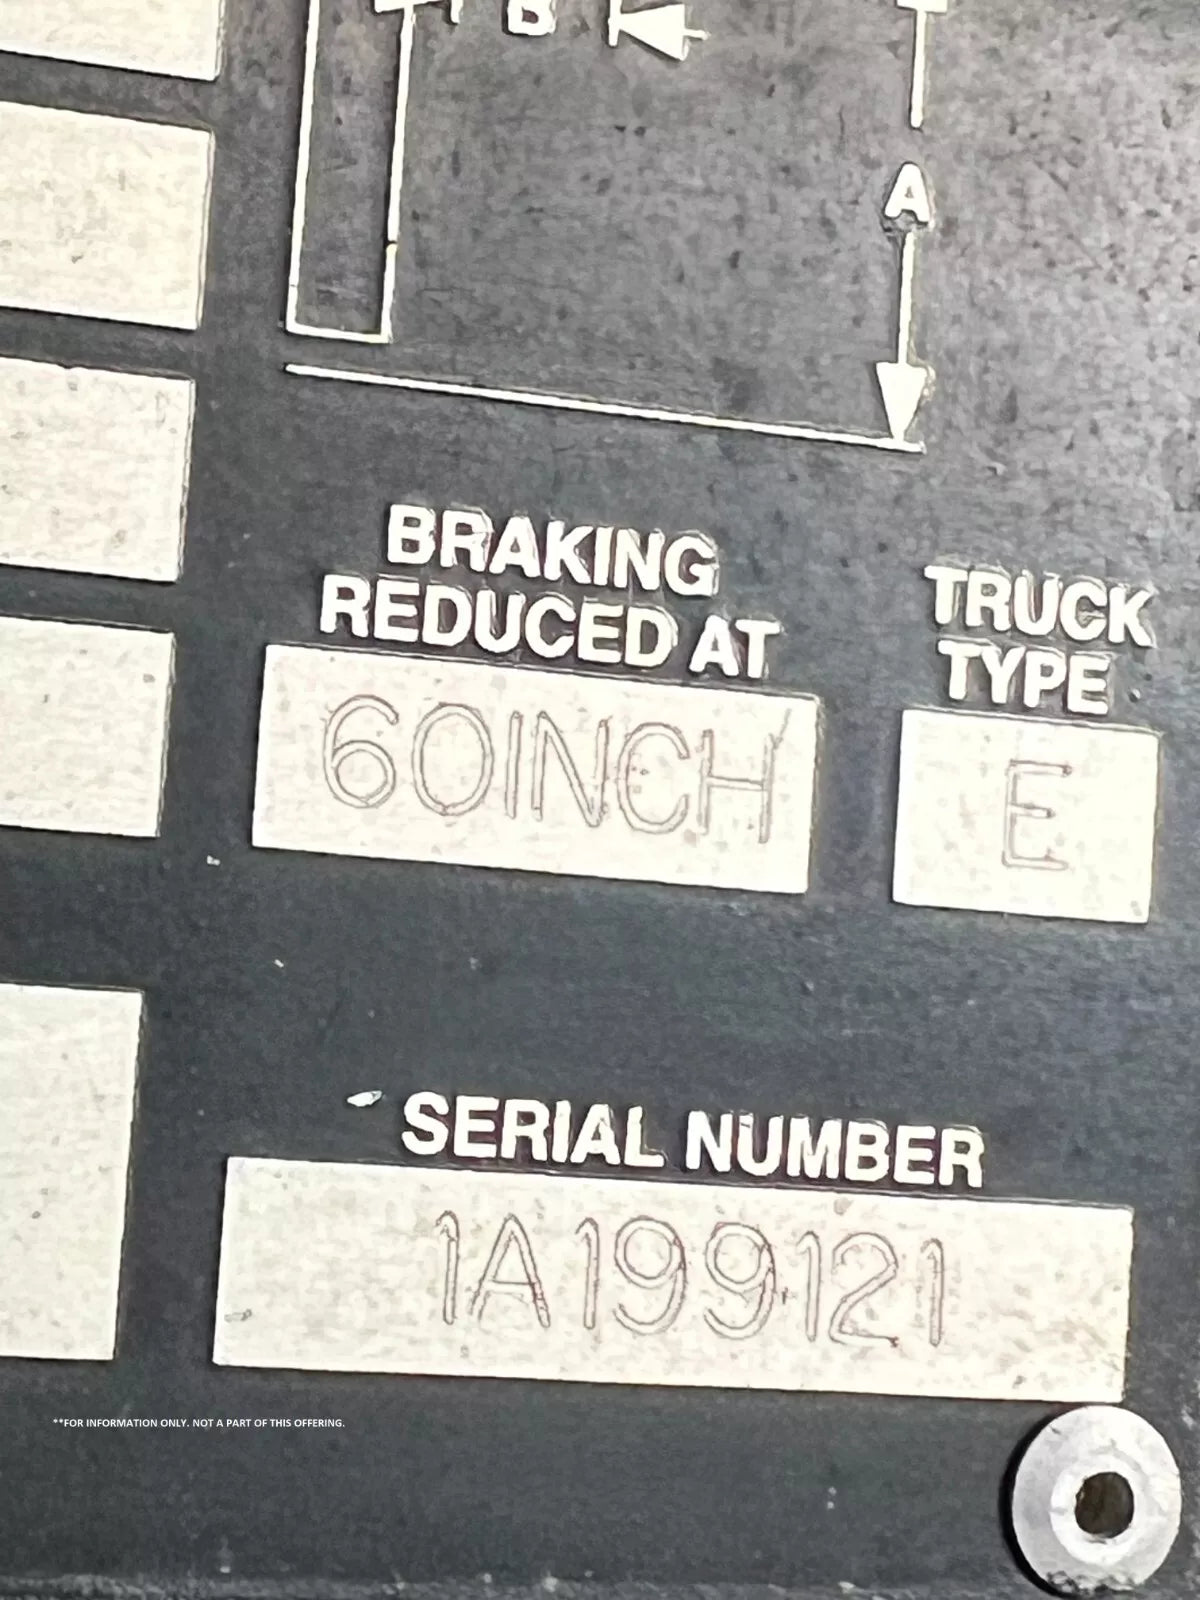 B
A
BRAKING
REDUCED AT
60INCH
TRUCK
TYPE
E
SERIAL NUMBER
1A199121
**FOR INFORMATION ONLY. NOT A PART OF THIS OFFERING.